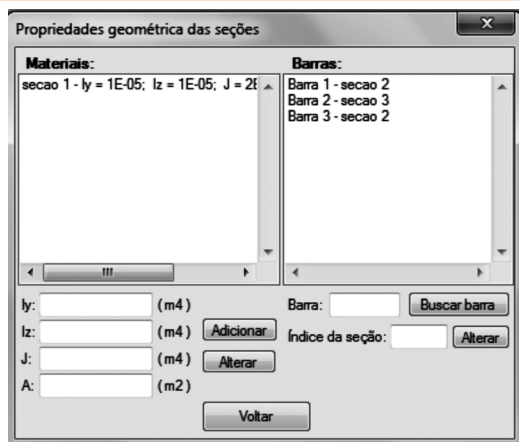 Propriedades geométrica das seções
x
Materiais:
secao 1 - Iy = 1E-05; Iz = 1E-05; J = 2E
Barras:
Barra 1 - secao 2
Barra 2 - secao 3
Barra 3 - secao 2
Iy: (m4)
Iz: (m4) Adicionar
J: (m4) Alterar
A: (m2)
Barra: Buscar barra
Índice da seção: Alterar
Voltar